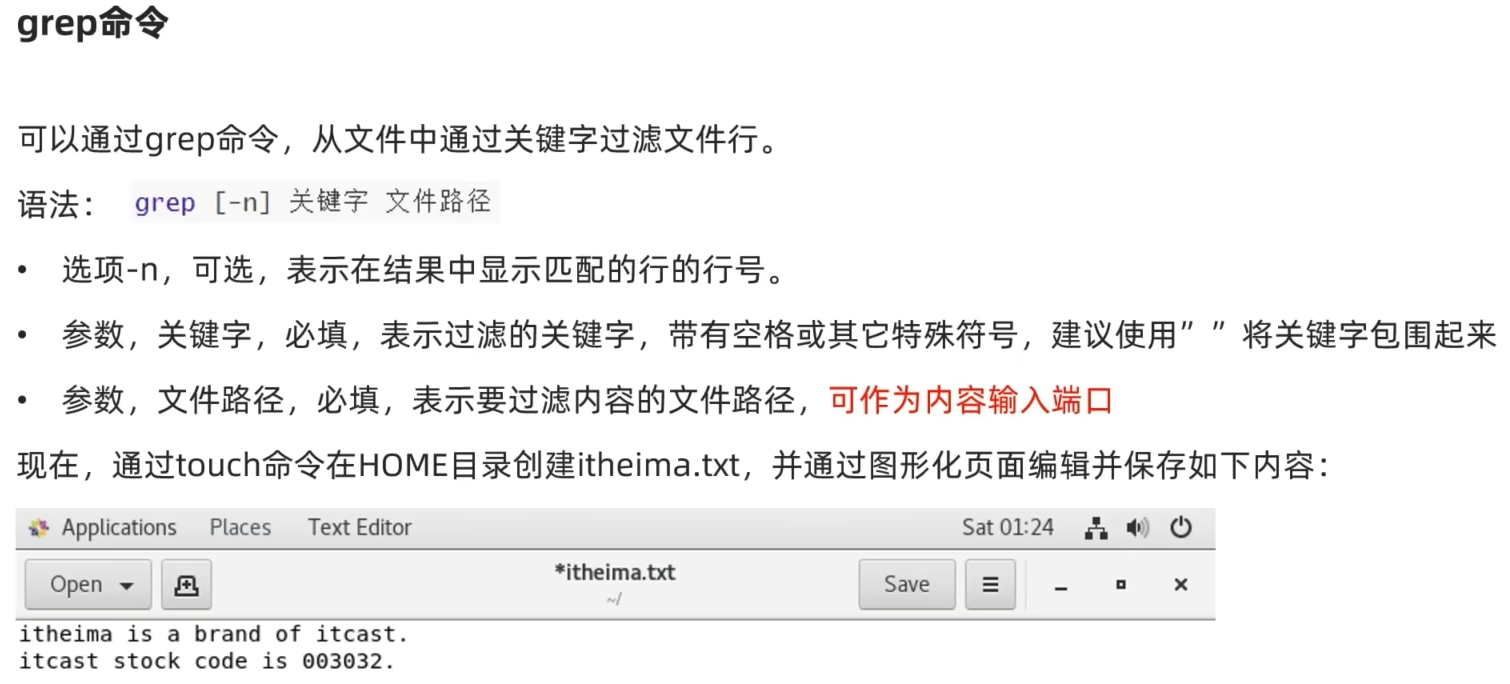 grep命令
可以通过grep命令，从文件中通过关键字过滤文件行。
语法： grep [-n] 关键字 文件路径
• 选项-n，可选，表示在结果中显示匹配的行的行号。
• 参数，关键字，必填，表示过滤的关键字，带有空格或其它特殊符号，建议使用””将关键字包围起来
• 参数，文件路径，必填，表示要过滤内容的文件路径，可作为内容输入端口
现在，通过touch命令在HOME目录创建itheima.txt，并通过图形化页面编辑并保存如下内容：
Applications Places Text Editor Sat 01:24
Open *itheima.txt Save
~/
itheima is a brand of itcast.
itcast stock code is 003032.